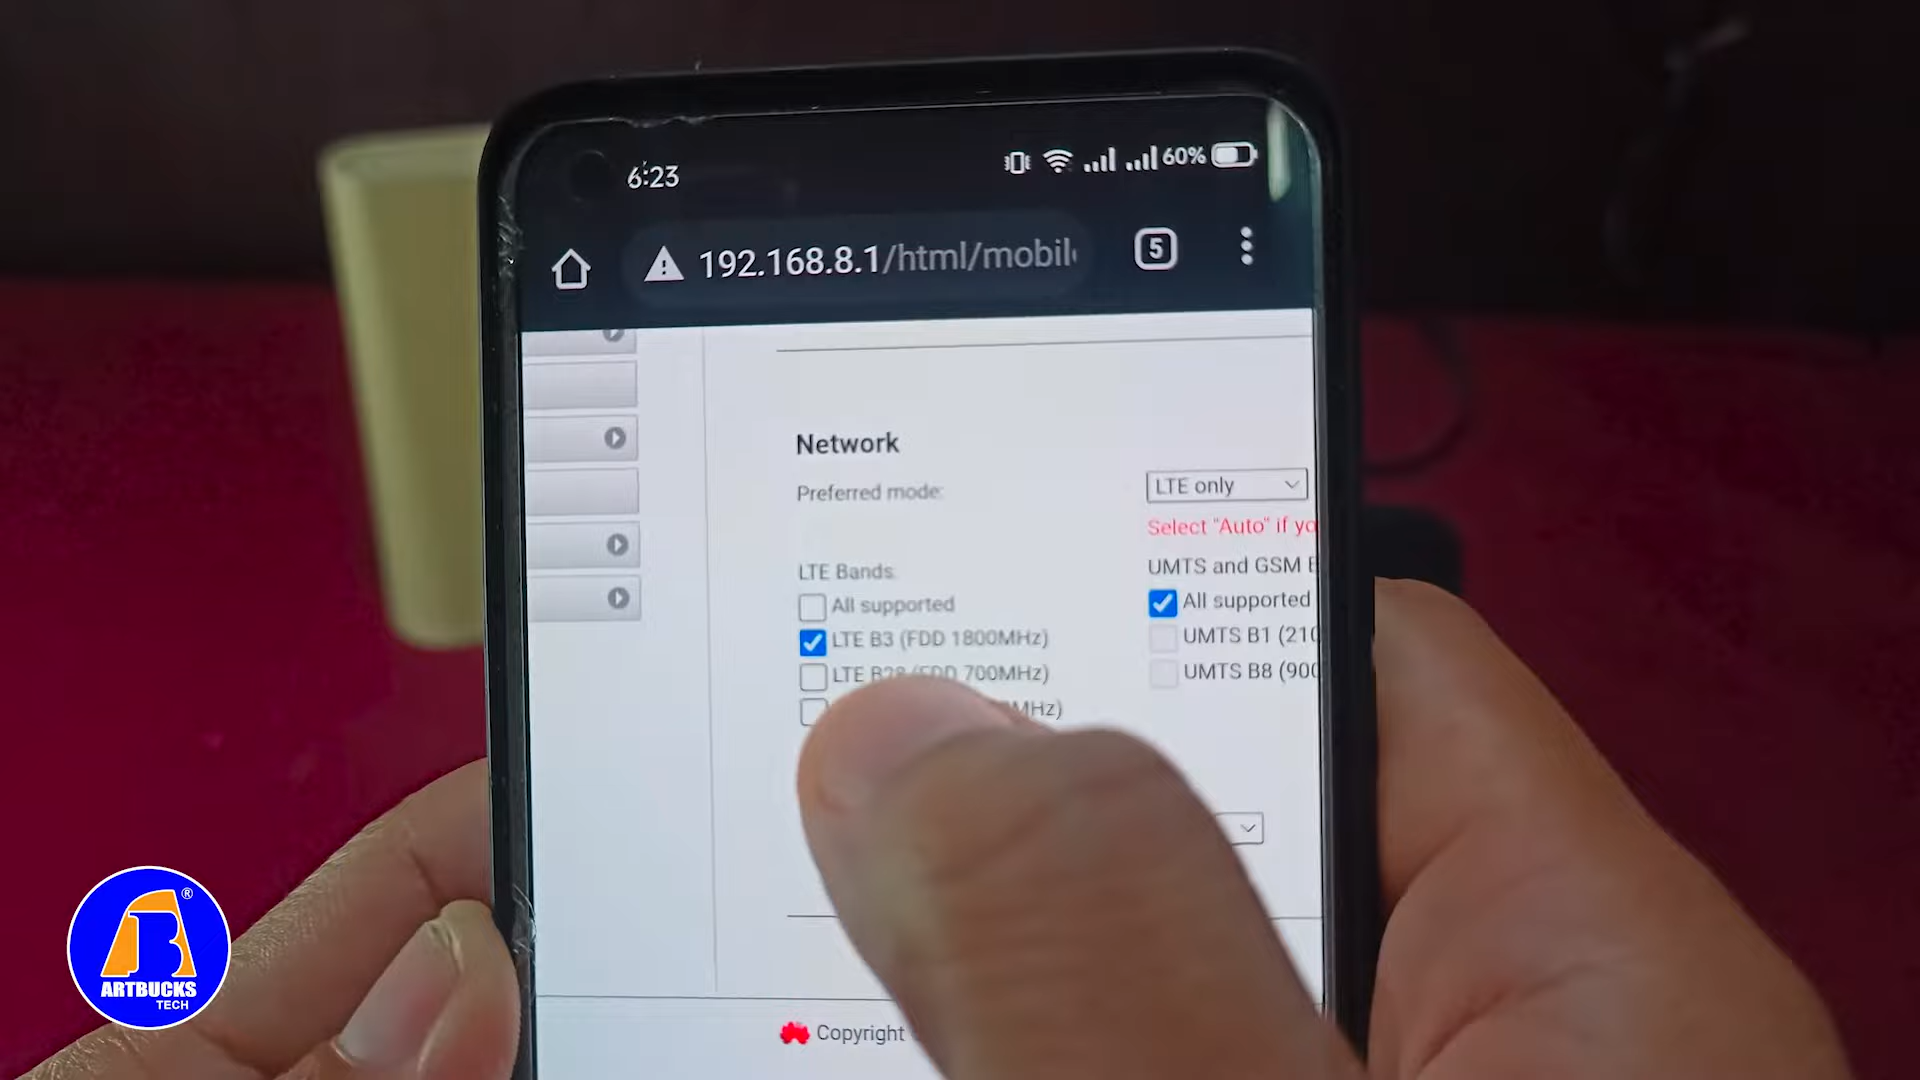 6:23
60%
192.168.8.1/html/mobil
5
Network
Preferred mode:
LTE only
Select "Auto" if yo
LTE Bands
UMTS and GSM
All supported
All supported
LTE B3 (FDD 1800MHz)
UMTS B1 (210
LTE B28 (FDD 700MHz)
UMTS B8 (900
MHz)
Copyright
ARTBUCKS
TECH
®